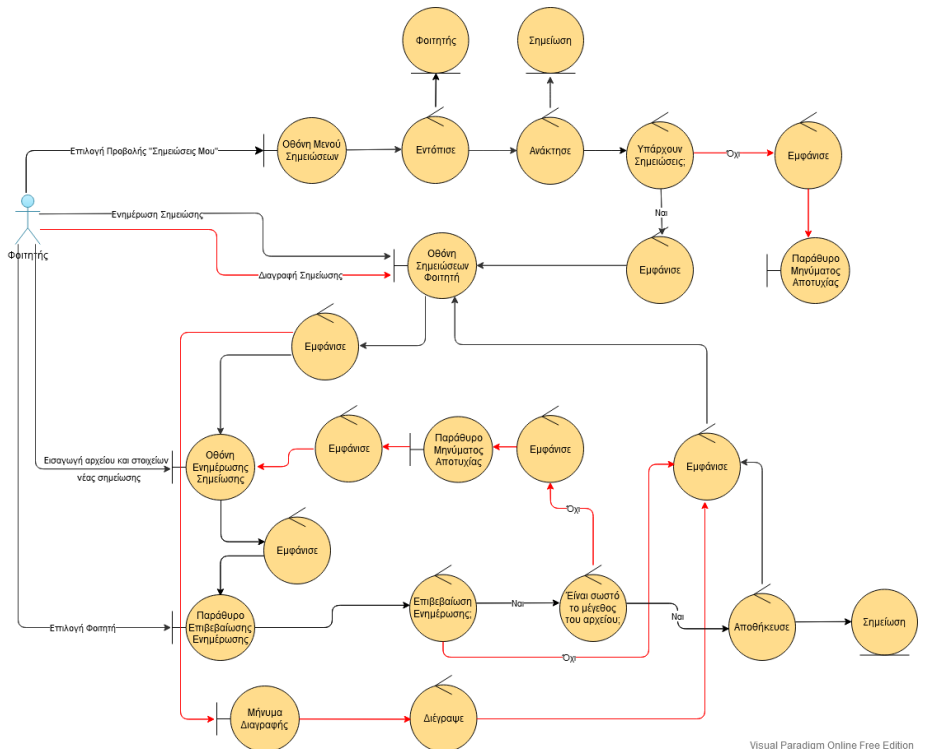 Φοιτητής
Σημείωση
Επιλογή Προβολής "Σημειώσεις Μου"
Οθόνη Μενού
Σημειώσεων
Εντόπισε
Ανάκτησε
Υπάρχουν
Σημειώσεις;
Όχι
Εμφάνισε
Ναι
Ενημέρωση Σημειώσης
Φοιτητής
Διαγραφή Σημείωσης
Οθόνη
Σημειώσεων
Φοιτητή
Εμφάνισε
Παράθυρο
Μηνύματος
Αποτυχίας
Εμφάνισε
Εισαγωγή αρχείου και στοιχείων
νέας σημείωσης
Οθόνη
Ενημέρωσης
Σημείωσης
Εμφάνισε
Παράθυρο
Μηνύματος
Αποτυχίας
Εμφάνισε
Εμφάνισε
Όχι
Εμφάνισε
Επιλογή Φοιτητή
Παράθυρο
Επιβεβαίωσης
Ενημέρωσης
Επιβεβαίωση
Ενημέρωσης;
Ναι
Έίναι σωστό
το μέγεθος
του αρχείου;
Ναι
Αποθήκευσε
Σημείωση
Όχι
Μήνυμα
Διαγραφής
Διέγραψε
Visual Paradigm Online Free Edition